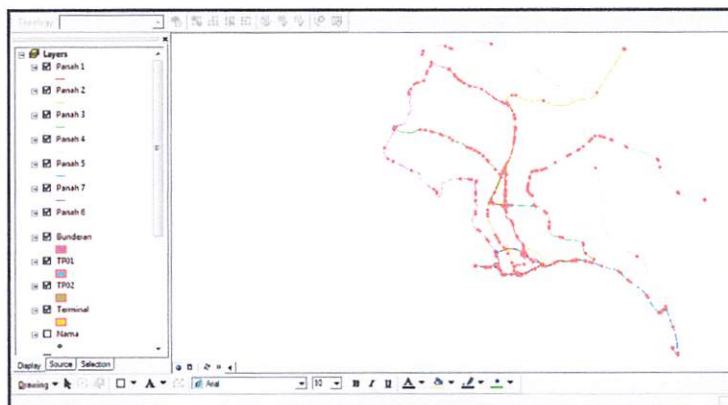 Topology:
Layers
Panah 1
Panah 2
Panah 3
Panah 4
Panah 5
Panah 7
Panah 6
Bunderan
TP01
TP02
Terminal
Nama
Display Source Selection
Drawing A Arial 10 B I U A